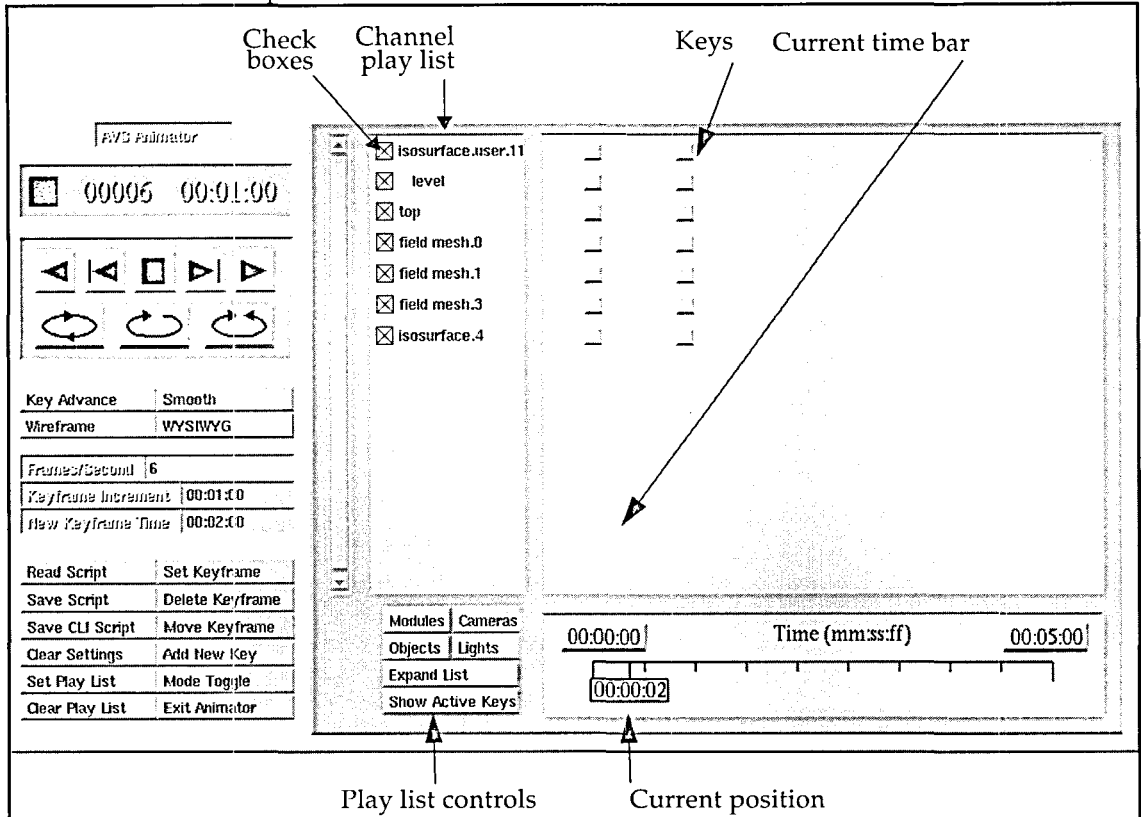 Check boxes
Channel play list
Keys
Current time bar
AVS Animator
00006 00:01:00
Key Advance Smooth
Wireframe WYSIWYG
Frames/Second 6
Keyframe Increment 00:01:00
New Keyframe Time 00:02:00
Read Script Set Keyframe
Save Script Delete Keyframe
Save CLI Script Move Keyframe
Clear Settings Add New Key
Set Play List Mode Toggle
Clear Play List Exit Animator
isosurface.user.11
level
top
field mesh.0
field mesh.1
field mesh.3
isosurface.4
Modules Cameras
Objects Lights
Expand List
Show Active Keys
00:00:00 Time (mm:ss:ff) 00:05:00
00:00:02
Play list controls
Current position